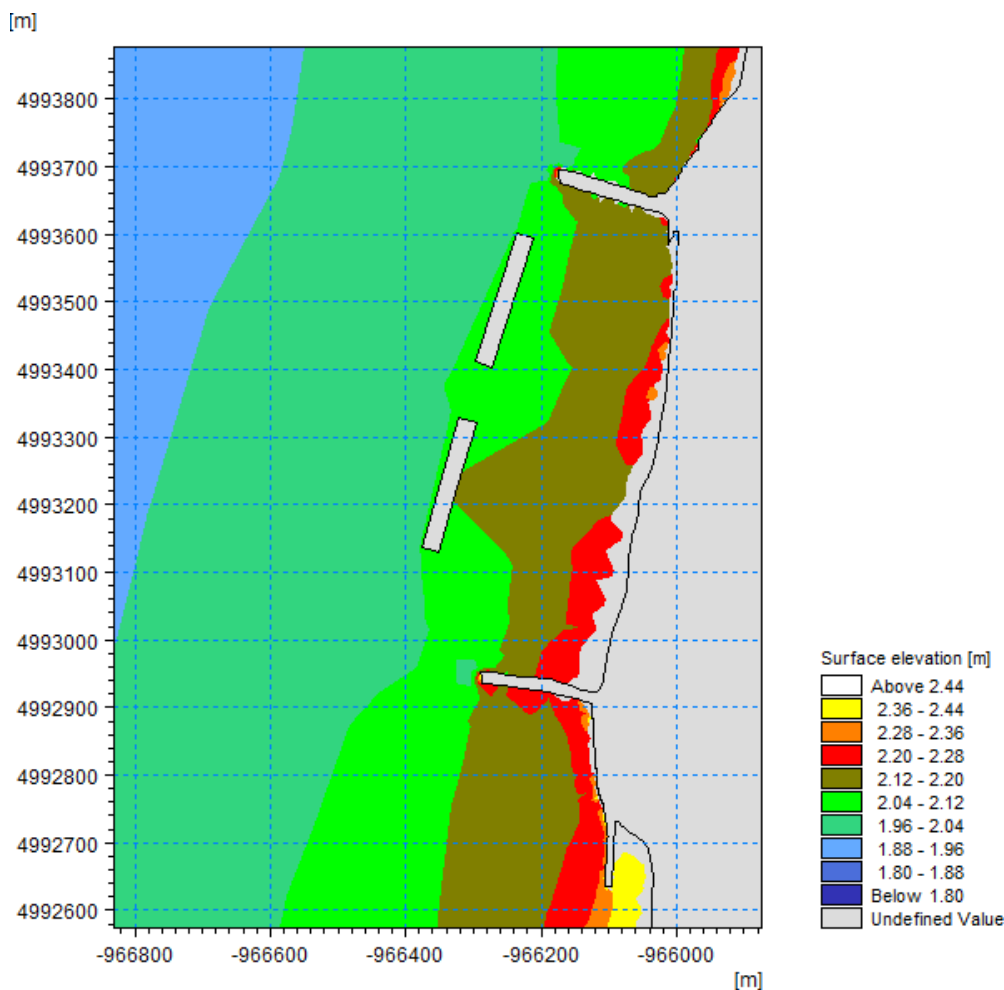 [m]
4993800
4993700
4993600
4993500
4993400
4993300
4993200
4993100
4993000
4992900
4992800
4992700
4992600
-966800 -966600 -966400 -966200 -966000
[m]
Surface elevation [m]
Above 2.44
2.36 - 2.44
2.28 - 2.36
2.20 - 2.28
2.12 - 2.20
2.04 - 2.12
1.96 - 2.04
1.88 - 1.96
1.80 - 1.88
Below 1.80
Undefined Value